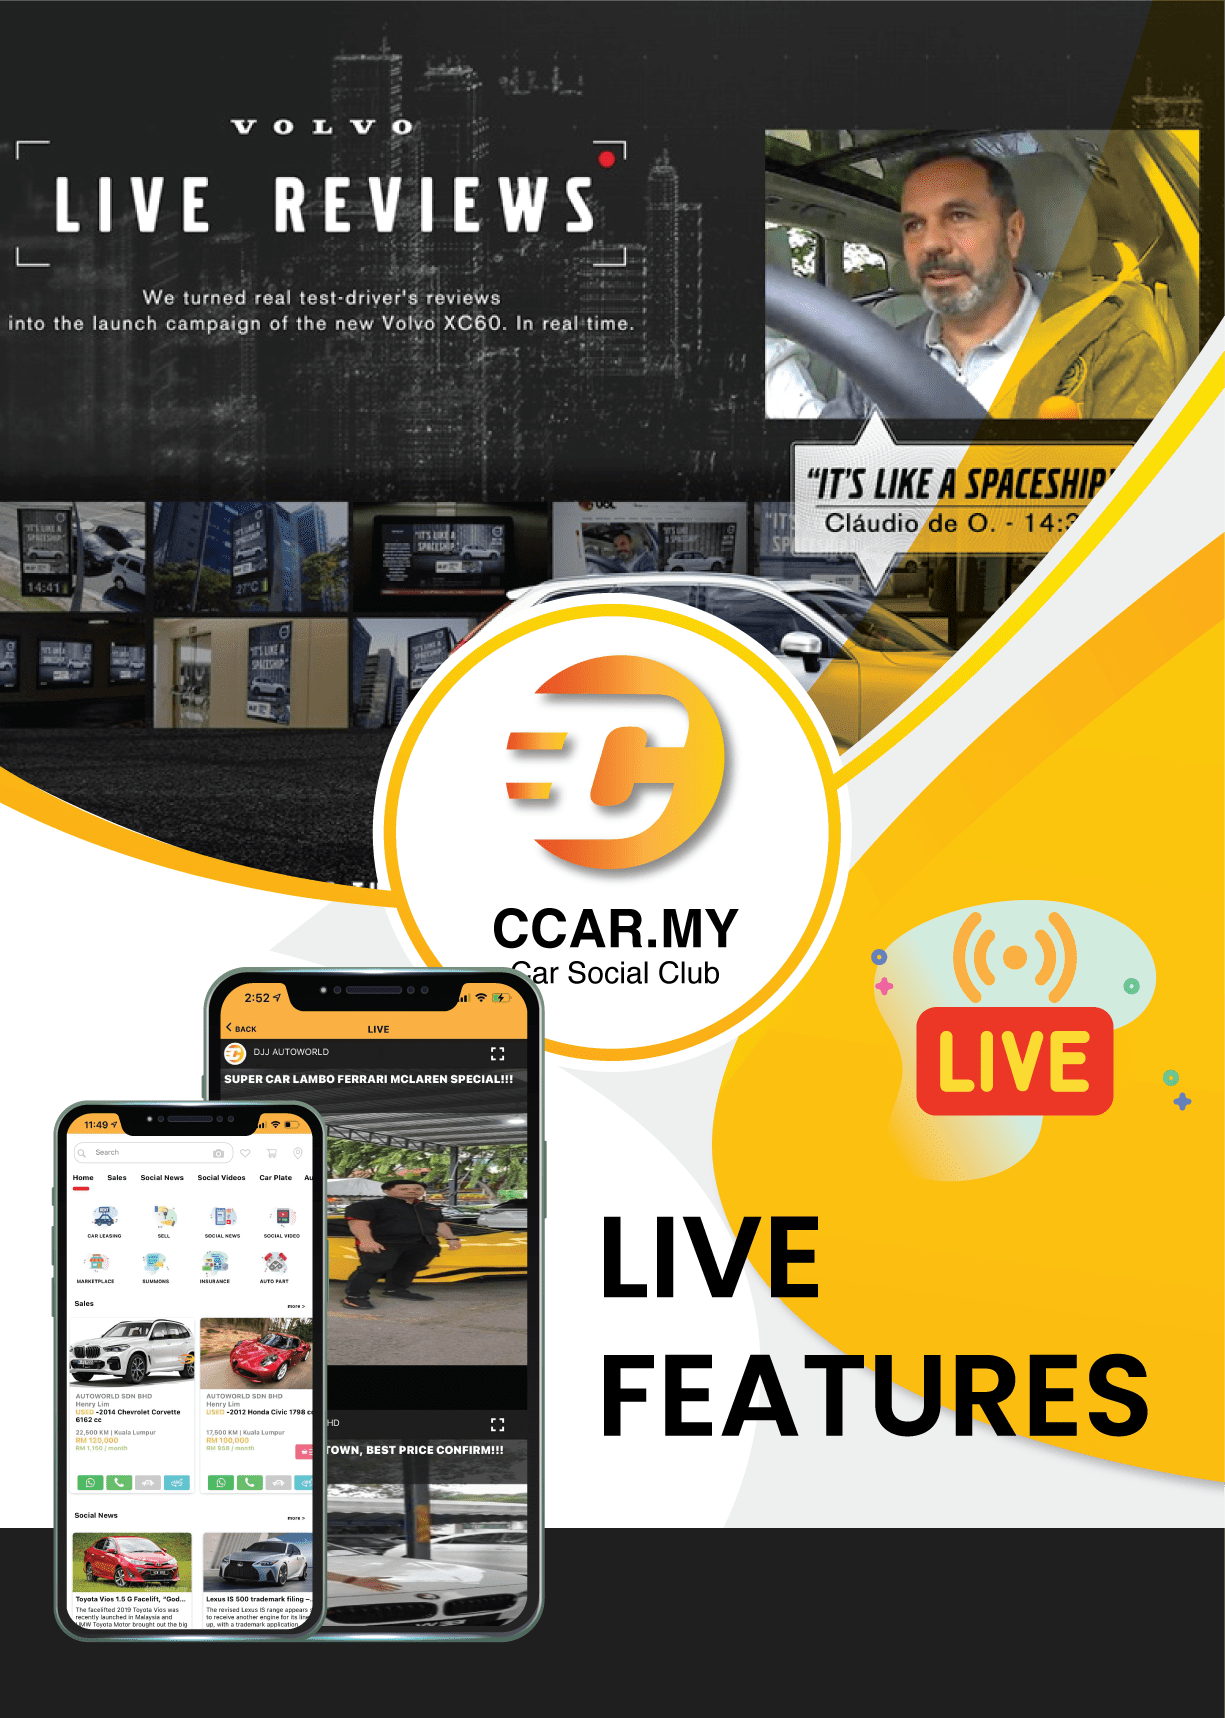 VOLVO
LIVE REVIEWS
We turned real test-driver's reviews
into the launch campaign of the new Volvo XC60. In real time.
"IT'S LIKE A SPACESHIP"
Cláudio de O. - 14:3
14:41
27°C
"IT'S LIKE A
SPACESHIP."
CCAR.MY
Car Social Club
LIVE
LIVE
FEATURES
2:52
BACK
LIVE
DJJ AUTOWORLD
SUPER CAR LAMBO FERRARI MCLAREN SPECIAL!!!
HD
TOWN, BEST PRICE CONFIRM!!!
11:49
Search
Home Sales Social News Social Videos Car Plate Au
RENT
CAR LEASING SELL SOCIAL NEWS SOCIAL VIDEO
MARKETPLACE SUMMONS INSURANCE AUTO PART
Sales
more >
AUTOWORLD SDN BHD
Henry Lim
USED -2014 Chevrolet Corvette
6162 cc
22,500 KM | Kuala Lumpur
RM 120,000
RM 1,150 / month
AUTOWORLD SDN BHD
Henry Lim
USED -2012 Honda Civic 1798 cc
17,500 KM | Kuala Lumpur
RM 100,000
RM 958 / month
Social News
more >
Toyota Vios 1.5 G Facelift, "God...
The facelifted 2019 Toyota Vios was
recently launched in Malaysia and
UMW Toyota Motor brought out the big
Lexus IS 500 trademark filing –
The revised Lexus IS range appears
to receive another engine for its line
up, with a trademark application